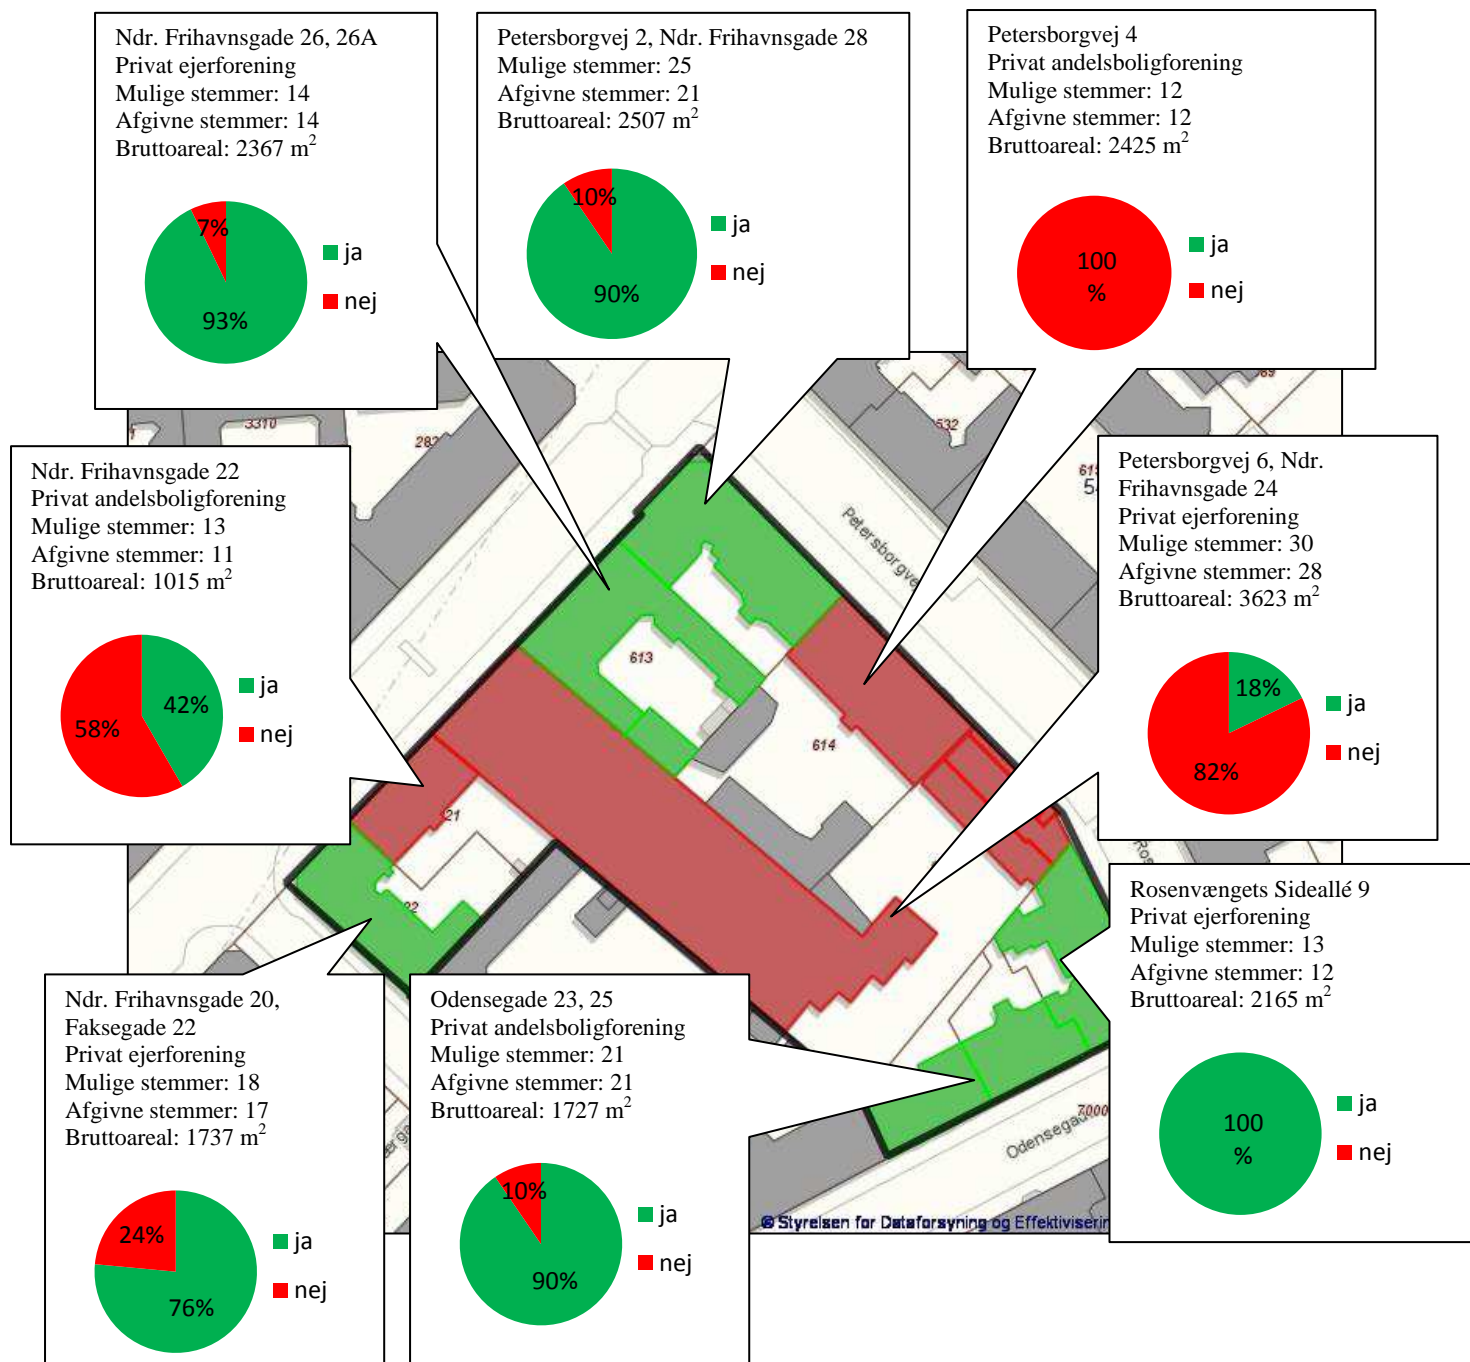 Ndr. Frihavnsgade 26, 26A
Privat ejerforening
Mulige stemmer: 14
Afgivne stemmer: 14
Bruttoareal: 2367 m²
7%
93%
ja
nej
Petersborgvej 2, Ndr. Frihavnsgade 28
Mulige stemmer: 25
Afgivne stemmer: 21
Bruttoareal: 2507 m²
10%
90%
ja
nej
Petersborgvej 4
Privat andelsboligforening
Mulige stemmer: 12
Afgivne stemmer: 12
Bruttoareal: 2425 m²
100
%
ja
nej
Ndr. Frihavnsgade 22
Privat andelsboligforening
Mulige stemmer: 13
Afgivne stemmer: 11
Bruttoareal: 1015 m²
42%
58%
ja
nej
Petersborgvej 6, Ndr.
Frihavnsgade 24
Privat ejerforening
Mulige stemmer: 30
Afgivne stemmer: 28
Bruttoareal: 3623 m²
18%
82%
ja
nej
3310
282
532
89
615
54
Petersborgve
613
614
21
22
Ros
Rosenvængets Sideallé 9
Privat ejerforening
Mulige stemmer: 13
Afgivne stemmer: 12
Bruttoareal: 2165 m²
100
%
ja
nej
Ndr. Frihavnsgade 20,
Faksegade 22
Privat ejerforening
Mulige stemmer: 18
Afgivne stemmer: 17
Bruttoareal: 1737 m²
24%
76%
ja
nej
Odensegade 23, 25
Privat andelsboligforening
Mulige stemmer: 21
Afgivne stemmer: 21
Bruttoareal: 1727 m²
10%
90%
ja
nej
7000
Odensegad
© Styrelsen for Dataforsyning og Effektiviserin